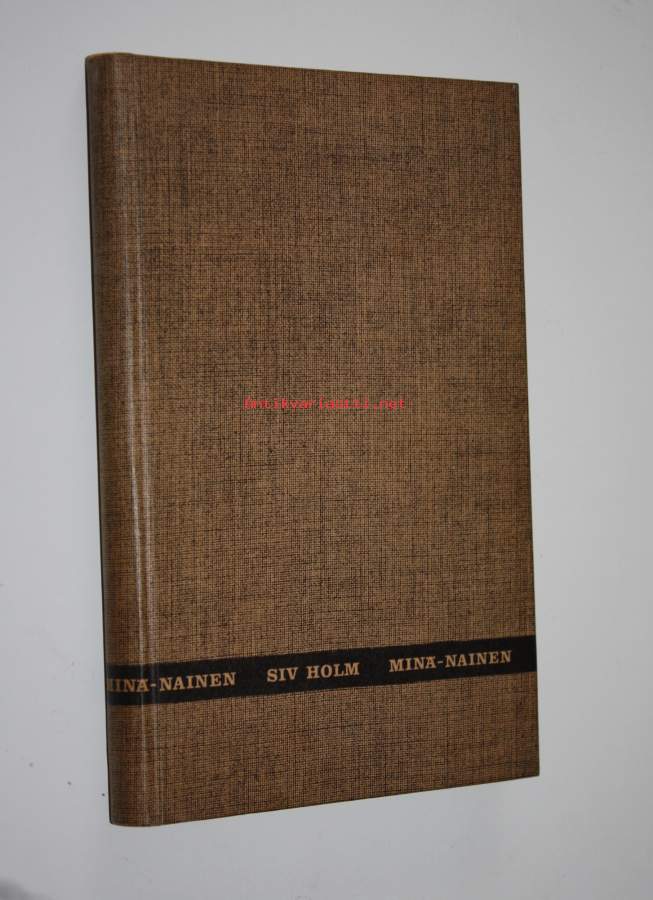 Antikvariaatti.net
MINÄ-NAINEN SIV HOLM MINÄ-NAINEN